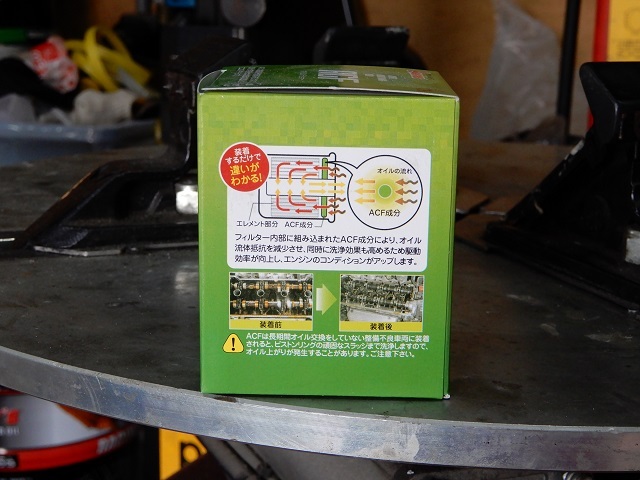 装着
するだけで
違いが
わかる!
オイルの流れ
ACF成分
エレメント部分 ACF成分
フィルター内部に組み込まれたACF成分により、オイル
流体抵抗を減少させ、同時に洗浄効果も高めるため駆動
効率が向上し、エンジンのコンディションがアップします。
装着前
装着後
ACFは長期間オイル交換をしていない整備不良車両に装着
されると、ピストンリングの頑固なスラッジまで洗浄しますので、
オイル上がりが発生することがあります。ご注意下さい。